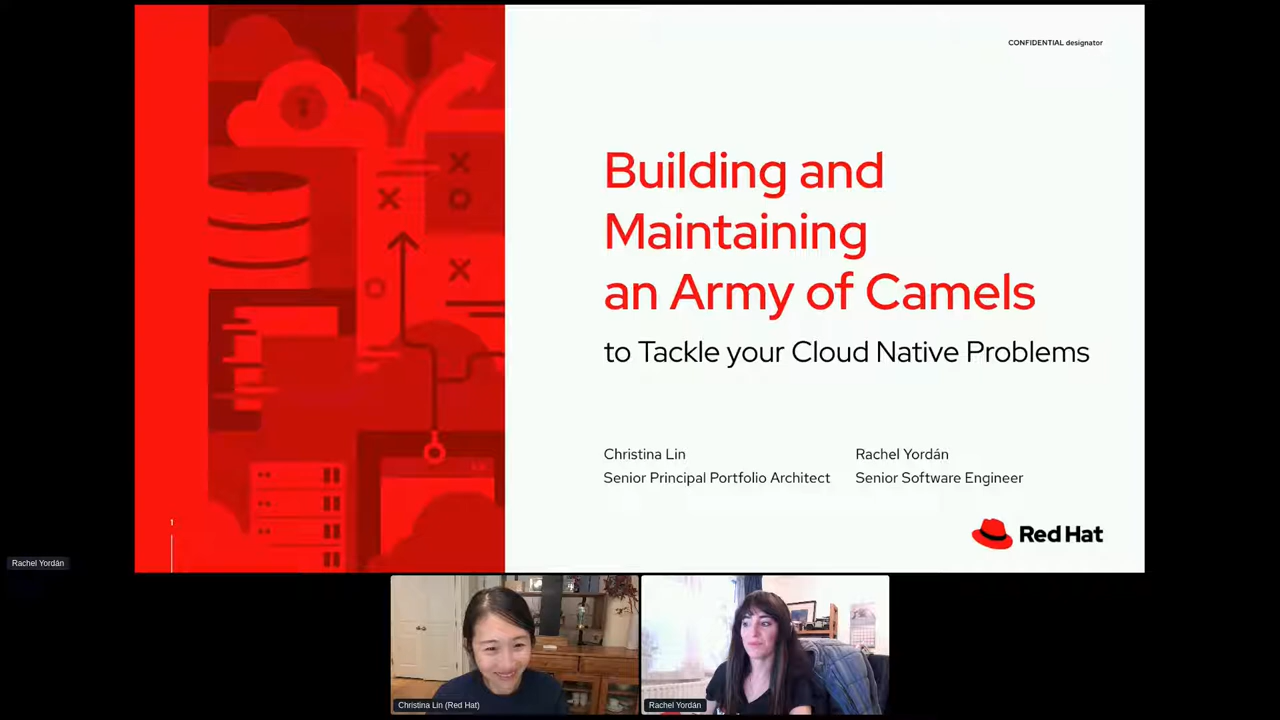 CONFIDENTIAL designator
Building and
Maintaining
an Army of Camels
to Tackle your Cloud Native Problems
Christina Lin
Senior Principal Portfolio Architect
Rachel Yordán
Senior Software Engineer
Red Hat
Rachel Yordán
Christina Lin (Red Hat)
Rachel Yordán